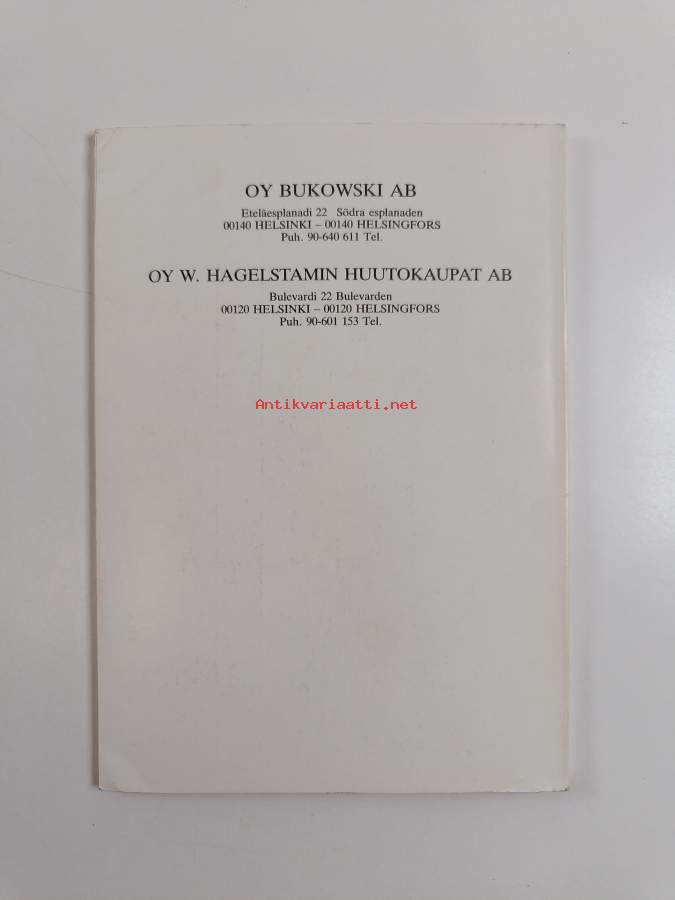 OY BUKOWSKI AB
Eteläesplanadi 22 Södra esplanaden
00140 HELSINKI – 00140 HELSINGFORS
Puh. 90-640 611 Tel.
OY W. HAGELSTAMIN HUUTOKAUPAT AB
Bulevardi 22 Bulevarden
00120 HELSINKI – 00120 HELSINGFORS
Puh. 90-601 153 Tel.
Antikvariaatti.net